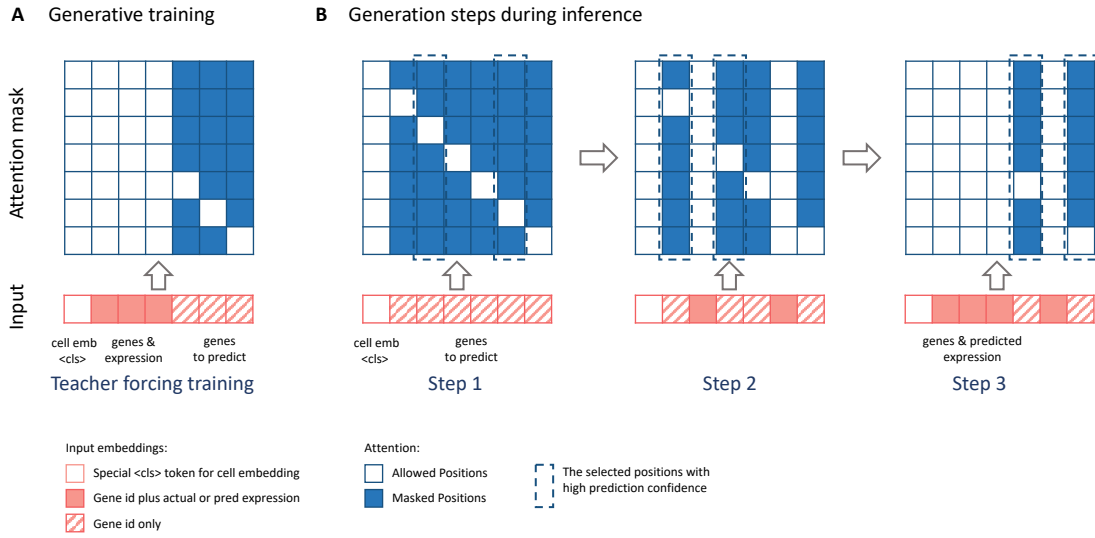 A Generative training
B Generation steps during inference
Attention mask
Input
cell emb
<cls>
genes &
expression
genes
to predict
Teacher forcing training
cell emb
<cls>
genes
to predict
Step 1
Step 2
genes & predicted
expression
Step 3
Input embeddings:
Special <cls> token for cell embedding
Gene id plus actual or pred expression
Gene id only
Attention:
Allowed Positions
Masked Positions
The selected positions with
high prediction confidence